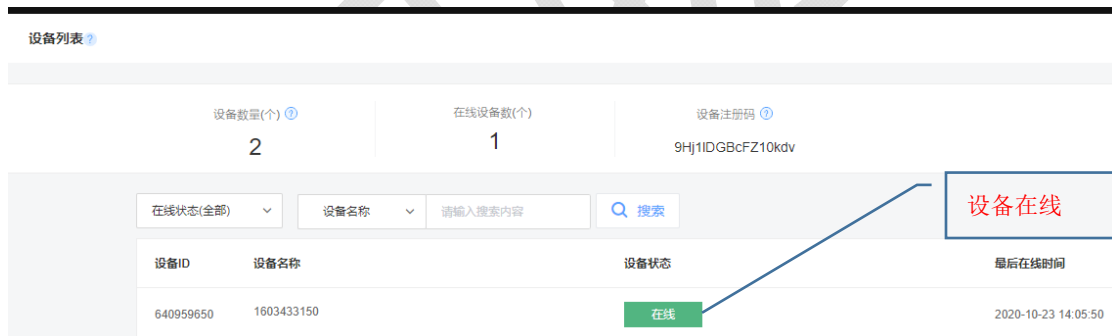 设备列表?
设备数量(个) ? 在线设备数(个) 设备注册码 ?
2 1 9Hj1IDGBcFZ10kdv
在线状态(全部) 设备名称 请输入搜索内容 搜索 设备在线
设备ID 设备名称 设备状态 最后在线时间
640959650 1603433150 在线 2020-10-23 14:05:50